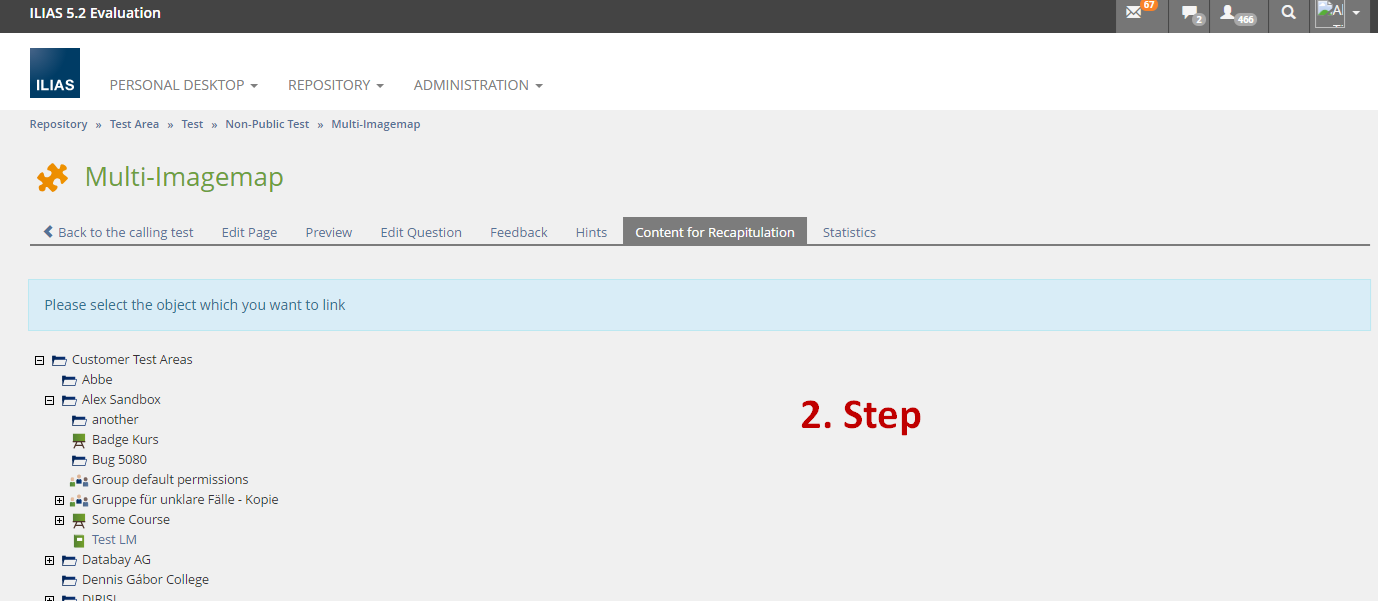 ILIAS 5.2 Evaluation
67
2
466
ILIAS
PERSONAL DESKTOP
REPOSITORY
ADMINISTRATION
Repository » Test Area » Test » Non-Public Test » Multi-Imagemap
Multi-Imagemap
Back to the calling test
Edit Page
Preview
Edit Question
Feedback
Hints
Content for Recapitulation
Statistics
Please select the object which you want to link
Customer Test Areas
Abbe
Alex Sandbox
another
2. Step
Badge Kurs
Bug 5080
Group default permissions
Gruppe für unklare Fälle - Kopie
Some Course
Test LM
Databay AG
Dennis Gábor College